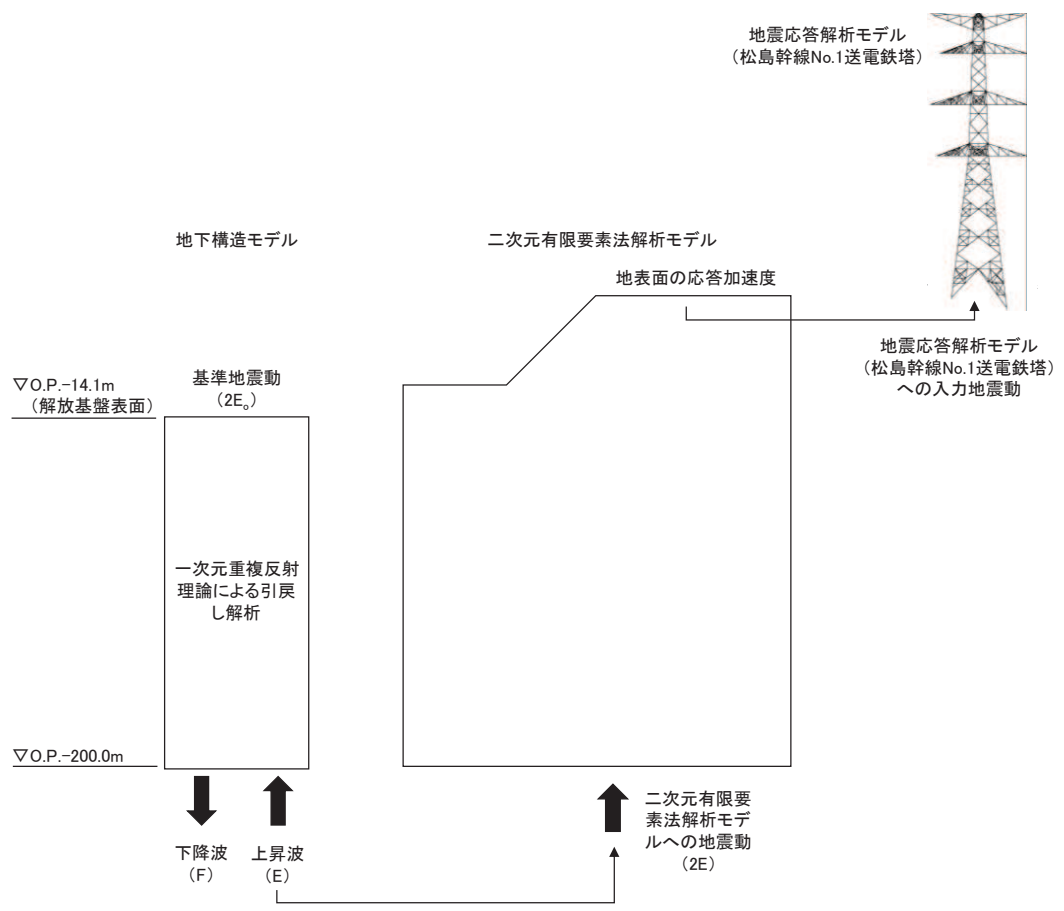 地震応答解析モデル
（松島幹線No.1送電鉄塔）
地下構造モデル
二次元有限要素法解析モデル
地表面の応答加速度
地震応答解析モデル
（松島幹線No.1送電鉄塔）
への入力地震動
▽O.P.-14.1m
（解放基盤表面）
基準地震動
（2Eo）
一次元重複反射
理論による引戻
し解析
▽O.P.-200.0m
下降波
（F）
上昇波
（E）
二次元有限要
素法解析モデ
ルへの地震動
（2E）